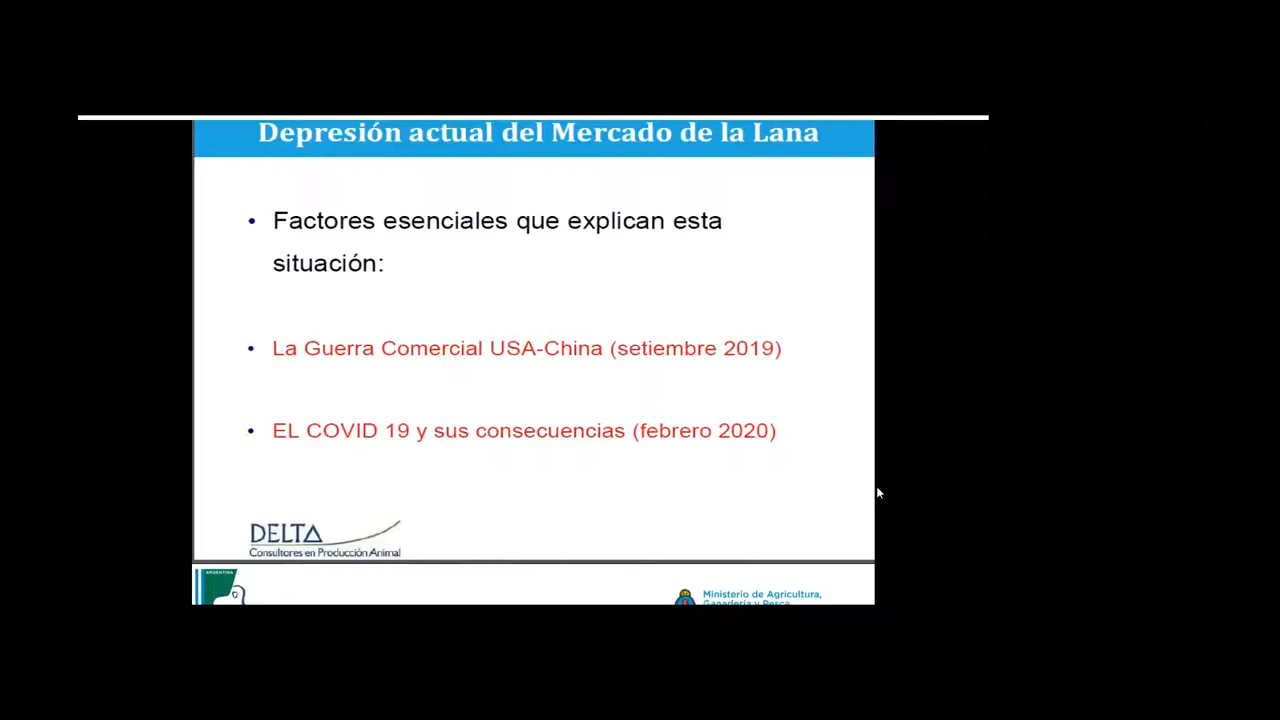 Depresión actual del Mercado de la Lana
• Factores esenciales que explican esta
situación:
• La Guerra Comercial USA-China (setiembre 2019)
• EL COVID 19 y sus consecuencias (febrero 2020)
DELTA
Consultores en Producción Animal
ARGENTINA
Ministerio de Agricultura,
Ganadería y Pesca